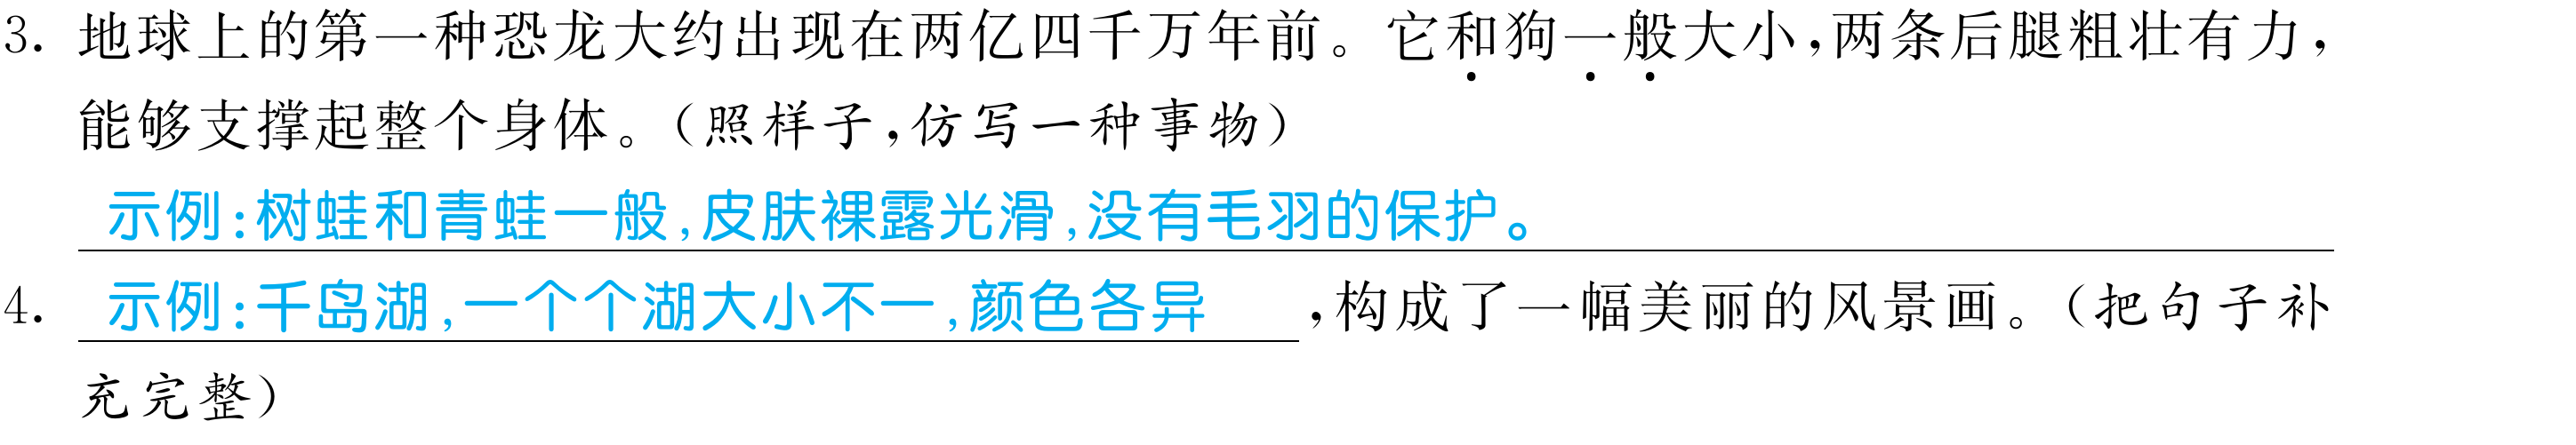 3. 地球上的第一种恐龙大约出现在两亿四千万年前。它和狗一般大小,两条后腿粗壮有力,
能够支撑起整个身体。(照样子,仿写一种事物)
示例:树蛙和青蛙一般,皮肤裸露光滑,没有毛羽的保护。
4. 示例:千岛湖,一个个湖大小不一,颜色各异 ,构成了一幅美丽的风景画。(把句子补
充完整)